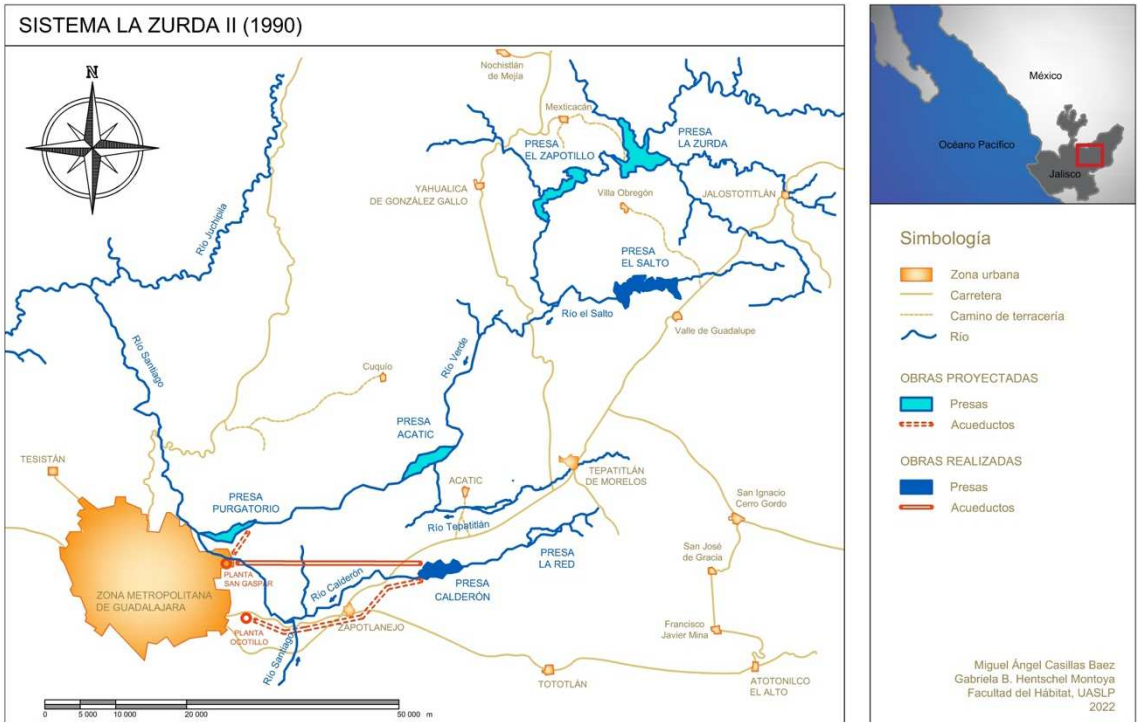 SISTEMA LA ZURDA II (1990)
N
Nochistlán
de Mejía
Mexticacán
PRESA
LA ZURDA
PRESA
EL ZAPOTILLO
YAHUALICA
DE GONZÁLEZ GALLO
Villa Obregón
JALOSTOTITLÁN
Río Juchipila
PRESA
EL SALTO
Río el Salto
Valle de Guadalupe
Río Santiago
Río Verde
Cuquío
PRESA
ACATIC
TESISTÁN
ACATIC
TEPATITLÁN
DE MORELOS
PRESA
PURGATORIO
San Ignacio
Cerro Gordo
Río Tepatitlán
PRESA
LA RED
San José
de Gracia
PLANTA
SAN GASPAR
ZONA METROPOLITANA
DE GUADALAJARA
Río Calderón
PRESA
CALDERÓN
ZAPOTLANEJO
PLANTA
OCOTILLO
Francisco
Javier Mina
Río Santiago
TOTOTLÁN
ATOTONILCO
EL ALTO
0 5 000 10 000 20 000 50 000 m
México
Océano Pacífico
Jalisco
Simbología
Zona urbana
Carretera
Camino de terracería
Río
OBRAS PROYECTADAS
Presas
Acueductos
OBRAS REALIZADAS
Presas
Acueductos
Miguel Ángel Casillas Baez
Gabriela B. Hentschel Montoya
Facultad del Hábitat, UASLP
2022